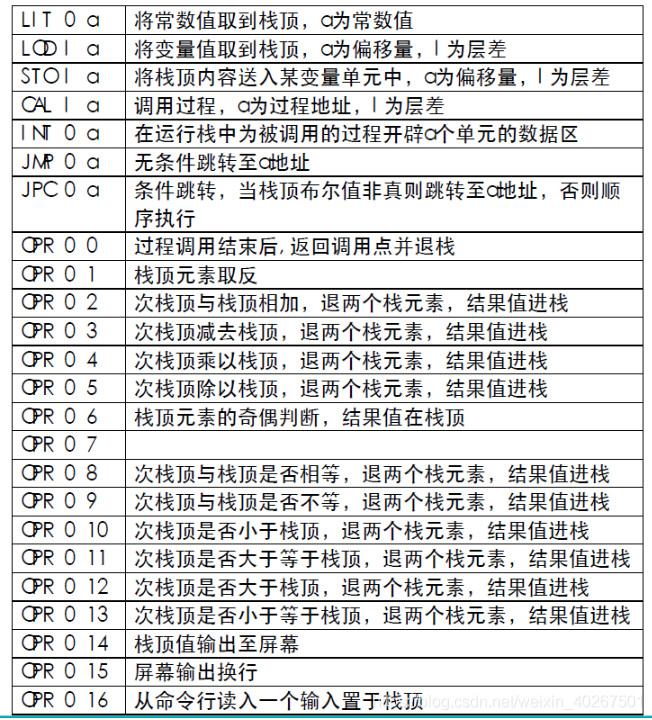 LIT 0 a 将常数值取到栈顶，a为常数值
LOD l a 将变量值取到栈顶，a为偏移量，l 为层差
STO l a 将栈顶内容送入某变量单元中，a为偏移量，l 为层差
CAL l a 调用过程，a为过程地址，l 为层差
INT 0 a 在运行栈中为被调用的过程开辟a个单元的数据区
JMP 0 a 无条件跳转至a地址
JPC 0 a 条件跳转，当栈顶布尔值非真则跳转至a地址，否则顺
序执行
OPR 0 0 过程调用结束后,返回调用点并退栈
OPR 0 1 栈顶元素取反
OPR 0 2 次栈顶与栈顶相加，退两个栈元素，结果值进栈
OPR 0 3 次栈顶减去栈顶，退两个栈元素，结果值进栈
OPR 0 4 次栈顶乘以栈顶，退两个栈元素，结果值进栈
OPR 0 5 次栈顶除以栈顶，退两个栈元素，结果值进栈
OPR 0 6 栈顶元素的奇偶判断，结果值在栈顶
OPR 0 7
OPR 0 8 次栈顶与栈顶是否相等，退两个栈元素，结果值进栈
OPR 0 9 次栈顶与栈顶是否不等，退两个栈元素，结果值进栈
OPR 0 10 次栈顶是否小于栈顶，退两个栈元素，结果值进栈
OPR 0 11 次栈顶是否大于等于栈顶，退两个栈元素，结果值进栈
OPR 0 12 次栈顶是否大于栈顶，退两个栈元素，结果值进栈
OPR 0 13 次栈顶是否小于等于栈顶，退两个栈元素，结果值进栈
OPR 0 14 栈顶值输出至屏幕
OPR 0 15 屏幕输出换行
OPR 0 16 从命令行读入一个输入置于栈顶
blog.csdn.net/weixin_40267501